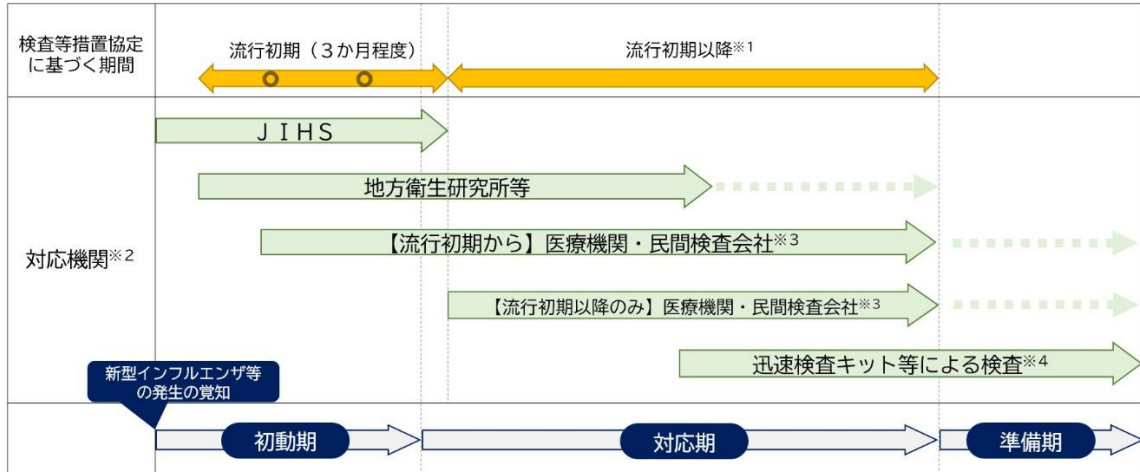 検査等措置協定
に基づく期間
流行初期（３か月程度）
流行初期以降※1
ＪＩＨＳ
地方衛生研究所等
対応機関※2
【流行初期から】医療機関・民間検査会社※3
【流行初期以降のみ】医療機関・民間検査会社※3
迅速検査キット等による検査※4
新型インフルエンザ等
の発生の覚知
初動期
対応期
準備期